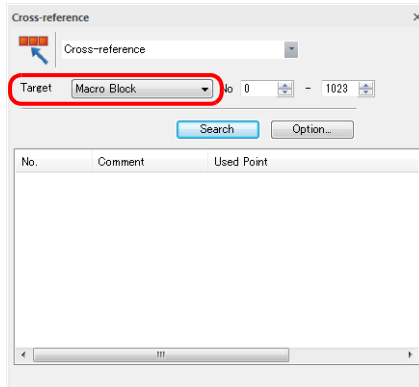 Cross-reference
Cross-reference
Target Macro Block No 0 - 1023
Search Option...
No. Comment Used Point